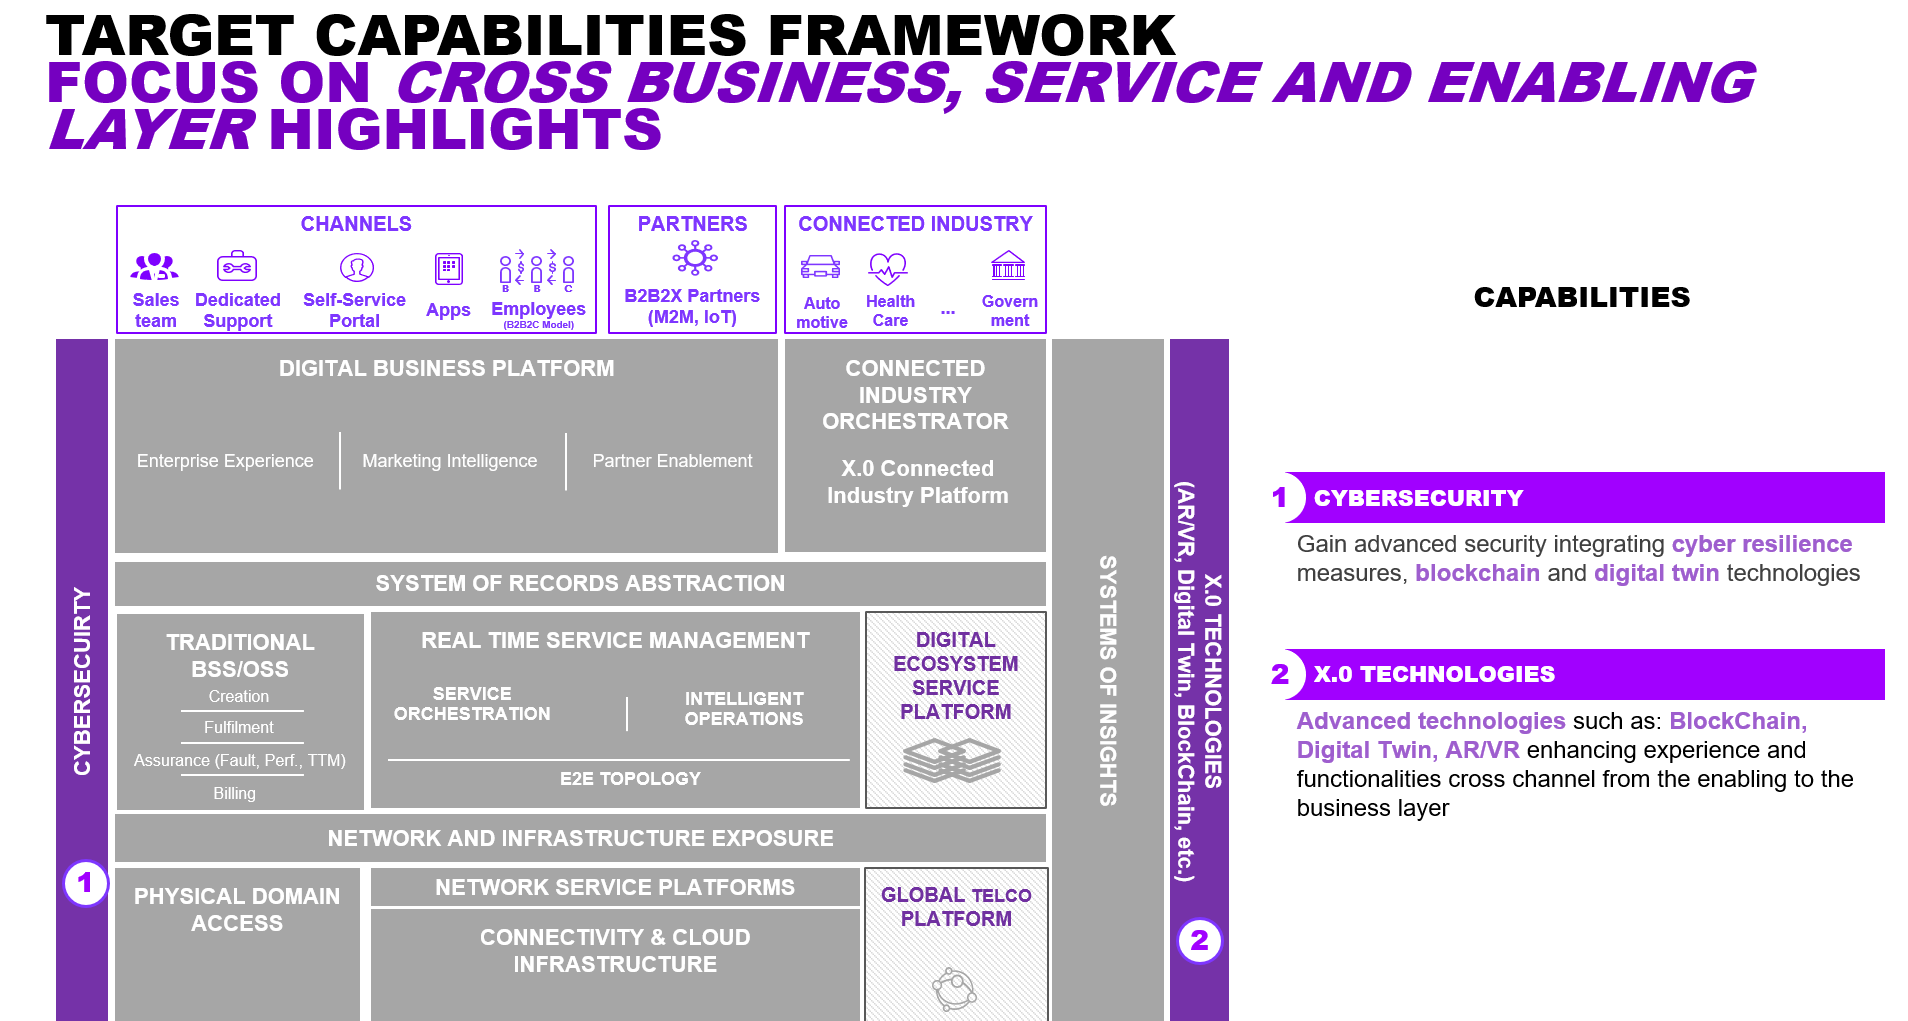 TARGET CAPABILITIES FRAMEWORK
FOCUS ON CROSS BUSINESS, SERVICE AND ENABLING
LAYER HIGHLIGHTS
CHANNELS
Sales
team
Dedicated
Support
Self-Service
Portal
Apps
B
B
C
Employees
(B2B2C Model)
PARTNERS
B2B2X Partners
(M2M, IoT)
CONNECTED INDUSTRY
Auto
motive
Health
Care
...
Govern
ment
CYBERSECUIRTY
1
DIGITAL BUSINESS PLATFORM
Enterprise Experience
Marketing Intelligence
Partner Enablement
CONNECTED
INDUSTRY
ORCHESTRATOR
X.0 Connected
Industry Platform
SYSTEM OF RECORDS ABSTRACTION
TRADITIONAL
BSS/OSS
Creation
Fulfilment
Assurance (Fault, Perf., TTM)
Billing
REAL TIME SERVICE MANAGEMENT
SERVICE
ORCHESTRATION
INTELLIGENT
OPERATIONS
E2E TOPOLOGY
DIGITAL
ECOSYSTEM
SERVICE
PLATFORM
NETWORK AND INFRASTRUCTURE EXPOSURE
PHYSICAL DOMAIN
ACCESS
NETWORK SERVICE PLATFORMS
CONNECTIVITY & CLOUD
INFRASTRUCTURE
GLOBAL TELCO
PLATFORM
SYSTEMS OF INSIGHTS
X.0 TECHNOLOGIES
(AR/VR, Digital Twin, BlockChain, etc.)
2
CAPABILITIES
1 CYBERSECURITY
Gain advanced security integrating cyber resilience
measures, blockchain and digital twin technologies
2 X.0 TECHNOLOGIES
Advanced technologies such as: BlockChain,
Digital Twin, AR/VR enhancing experience and
functionalities cross channel from the enabling to the
business layer